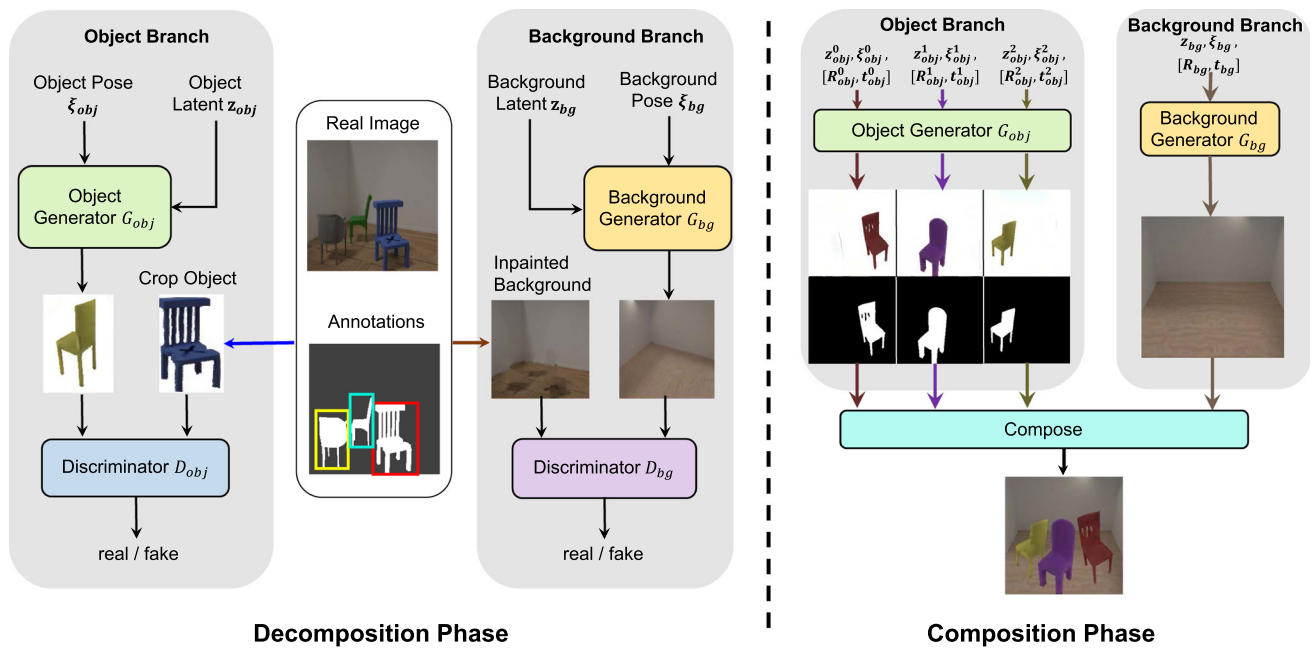 Object Branch
Object Pose
ξ_obj
Object
Latent z_obj
Object
Generator G_obj
Crop Object
Discriminator D_obj
real / fake
Real Image
Annotations
Background Branch
Background
Latent z_bg
Background
Pose ξ_bg
Background
Generator G_bg
Inpainted
Background
Discriminator D_bg
real / fake
Decomposition Phase
Object Branch
z^0_obj, ξ^0_obj,
[R^0_obj, t^0_obj]
z^1_obj, ξ^1_obj,
[R^1_obj, t^1_obj]
z^2_obj, ξ^2_obj,
[R^2_obj, t^2_obj]
Object Generator G_obj
Background Branch
z_bg, ξ_bg,
[R_bg, t_bg]
Background
Generator G_bg
Compose
Composition Phase